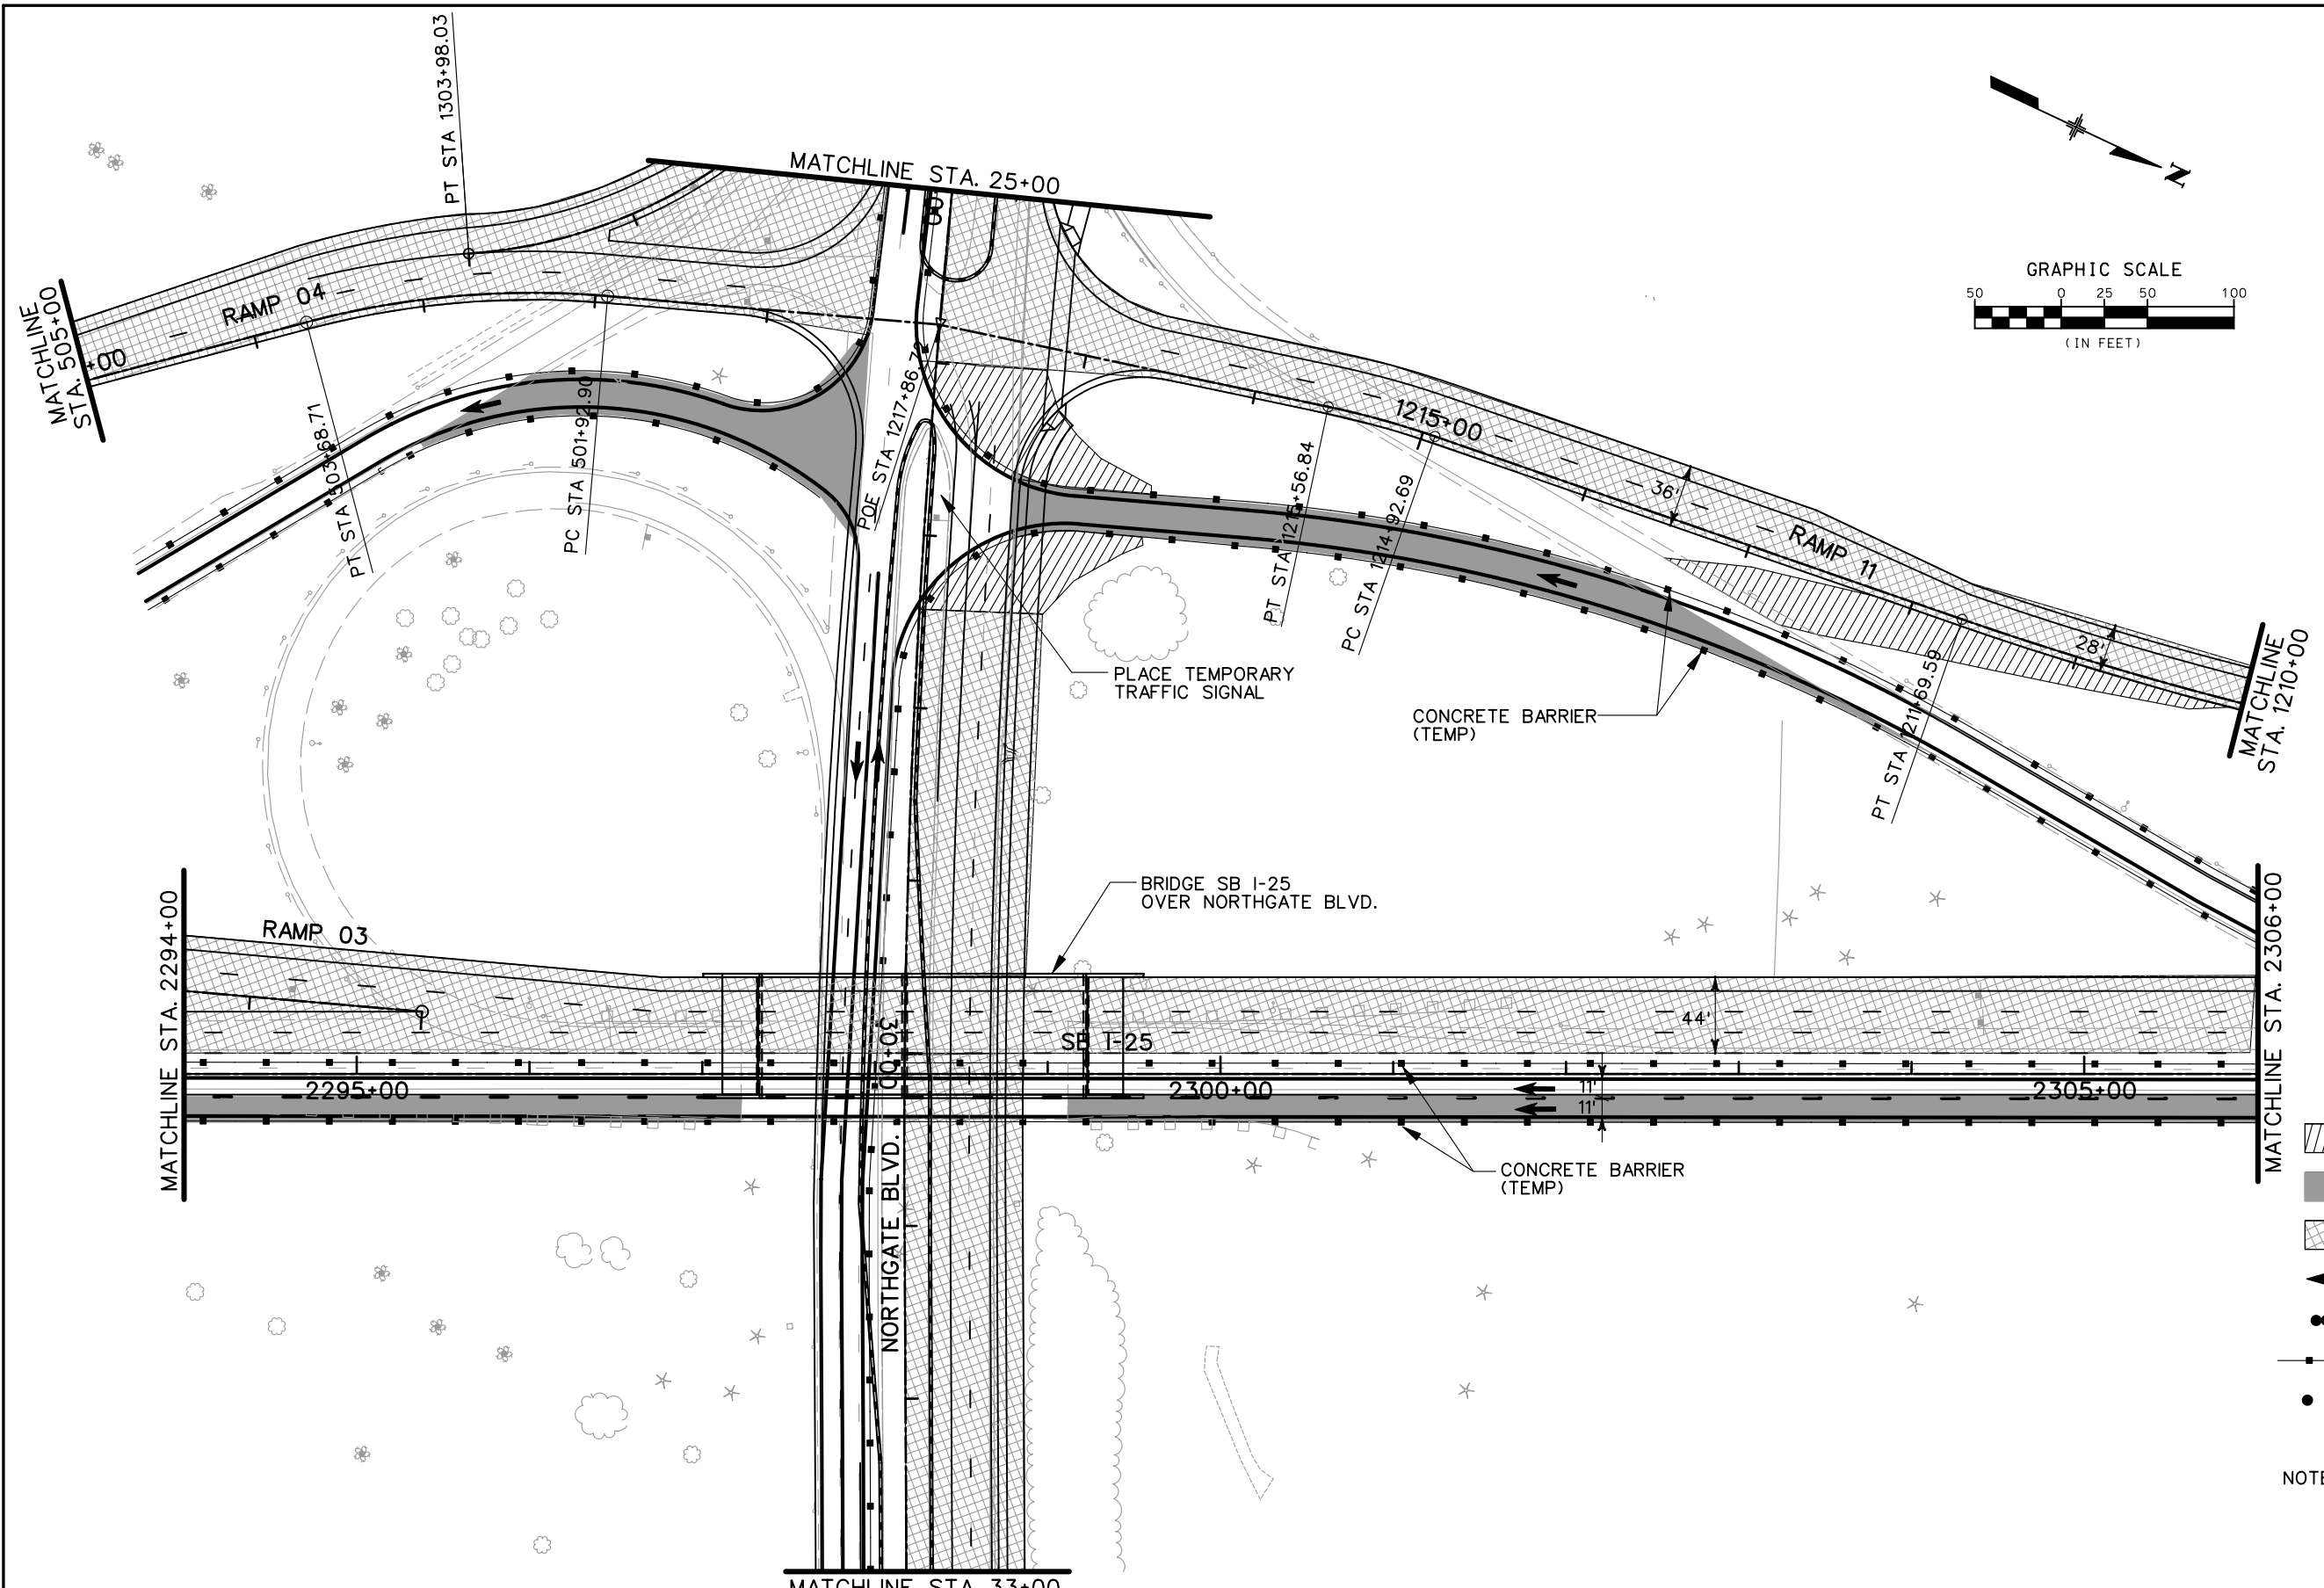 PT STA 1303+98.03
MATCHLINE STA. 25+00
N
GRAPHIC SCALE
50 0 25 50 100
(IN FEET)
MATCHLINE
STA. 505+00
+00
RAMP 04
PT STA 503+68.71
PC STA 501+92.90
POE STA 1217+86.7
PT STA 1215+56.84
PC STA 1214+92.69
1215+00
36'
RAMP 11
28'
PT STA 1211+69.59
MATCHLINE
STA. 1210+00
PLACE TEMPORARY
TRAFFIC SIGNAL
CONCRETE BARRIER
(TEMP)
BRIDGE SB I-25
OVER NORTHGATE BLVD.
MATCHLINE STA. 2294+00
RAMP 03
MATCHLINE STA. 2306+00
44'
SB I-25
30+00
2295+00
2300+00
2305+00
11'
11'
NORTHGATE BLVD.
CONCRETE BARRIER
(TEMP)
NOTE
MATCHLINE STA. 33+00